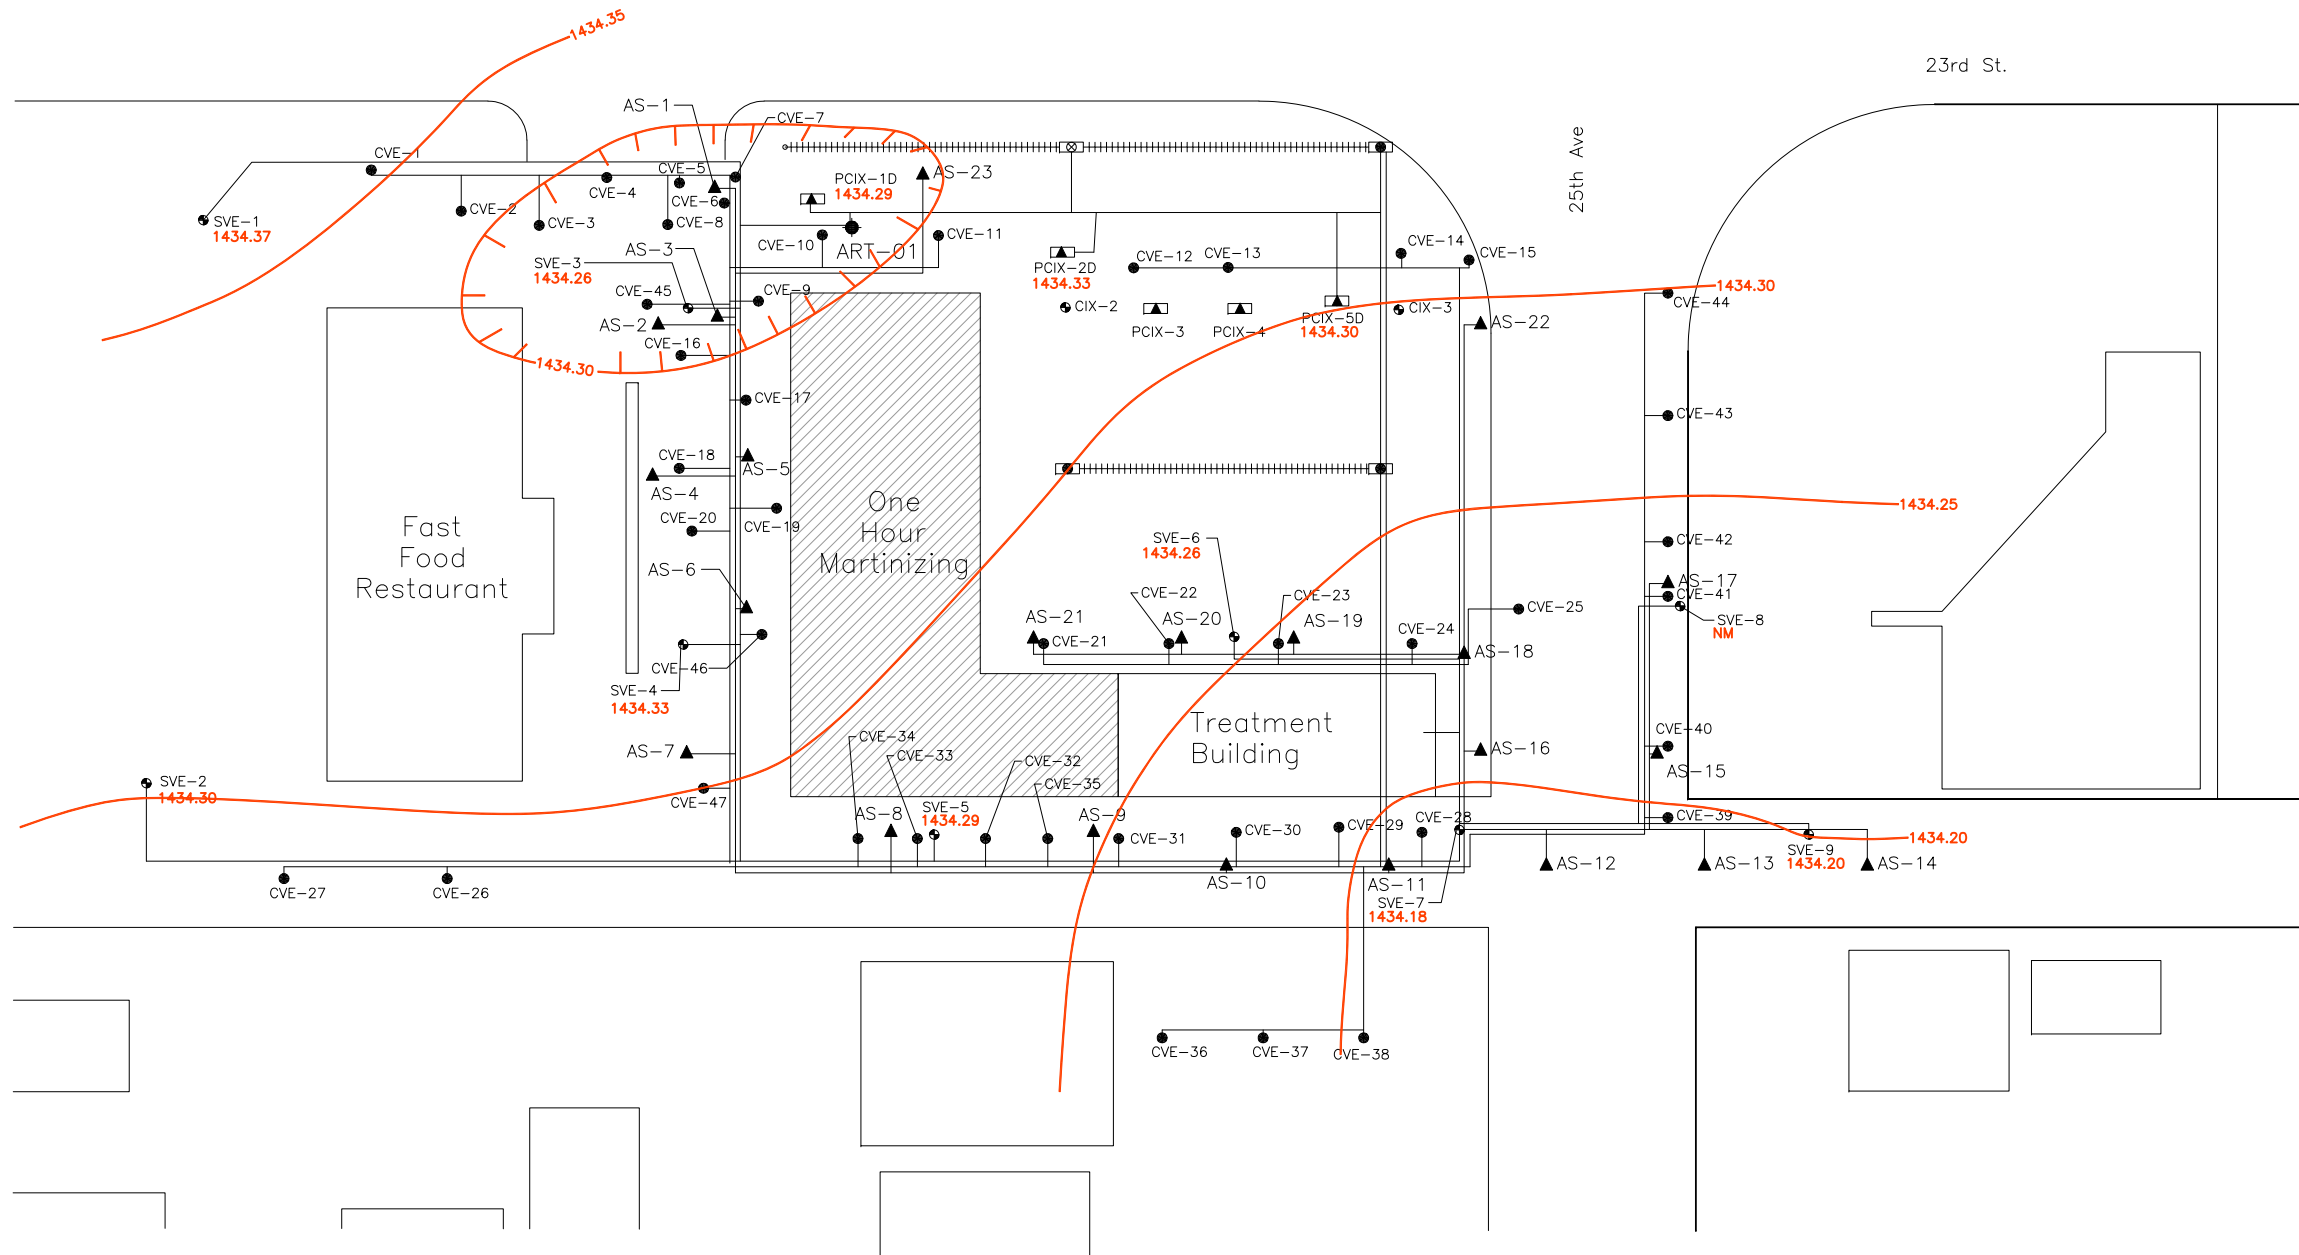 1434.35
23rd St.
25th Ave
AS-1
CVE-7
CVE-1
CVE-5
CVE-4
CVE-6
PCIX-1D
1434.29
AS-23
SVE-1
1434.37
CVE-2
CVE-3
CVE-8
CVE-10
ART-01
CVE-11
AS-3
SVE-3
1434.26
PCIX-2D
1434.33
CVE-12
CVE-13
CVE-14
CVE-15
CVE-45
CVE-9
AS-2
CIX-2
PCIX-3
PCIX-4
PCIX-5D
1434.30
CIX-3
AS-22
1434.30
CVE-44
CVE-16
1434.30
CVE-17
CVE-43
CVE-18
AS-5
AS-4
CVE-20
CVE-19
One
Hour
Martinizing
Fast
Food
Restaurant
1434.25
SVE-6
1434.26
CVE-42
AS-6
AS-17
CVE-41
SVE-8
NM
CVE-22
CVE-23
CVE-25
AS-21
AS-20
AS-19
CVE-21
CVE-24
AS-18
CVE-46
SVE-4
1434.33
Treatment
Building
CVE-34
CVE-33
CVE-32
CVE-35
AS-7
AS-16
CVE-40
AS-15
SVE-2
1434.30
CVE-47
AS-8
SVE-5
1434.29
AS-9
CVE-31
CVE-30
CVE-29
CVE-28
CVE-39
1434.20
SVE-9
1434.20
AS-12
AS-13
AS-14
CVE-27
CVE-26
AS-10
AS-11
SVE-7
1434.18
CVE-36
CVE-37
CVE-38